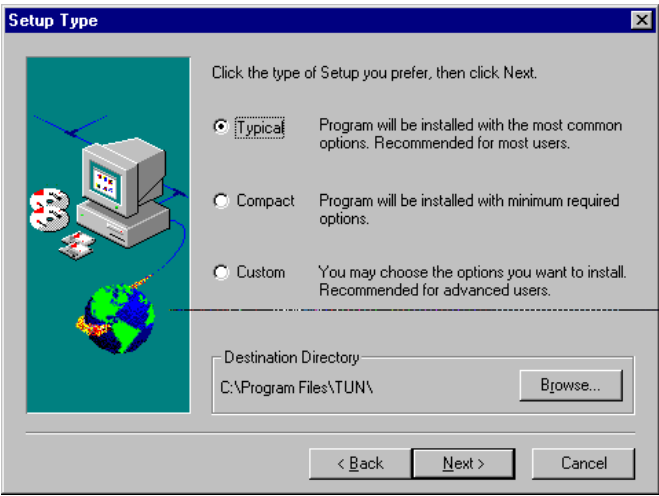 Setup Type
Click the type of Setup you prefer, then click Next.
Typical
Program will be installed with the most common
options. Recommended for most users.
Compact
Program will be installed with minimum required
options.
Custom
You may choose the options you want to install.
Recommended for advanced users.
Destination Directory
C:\Program Files\TUN\
Browse...
< Back
Next >
Cancel